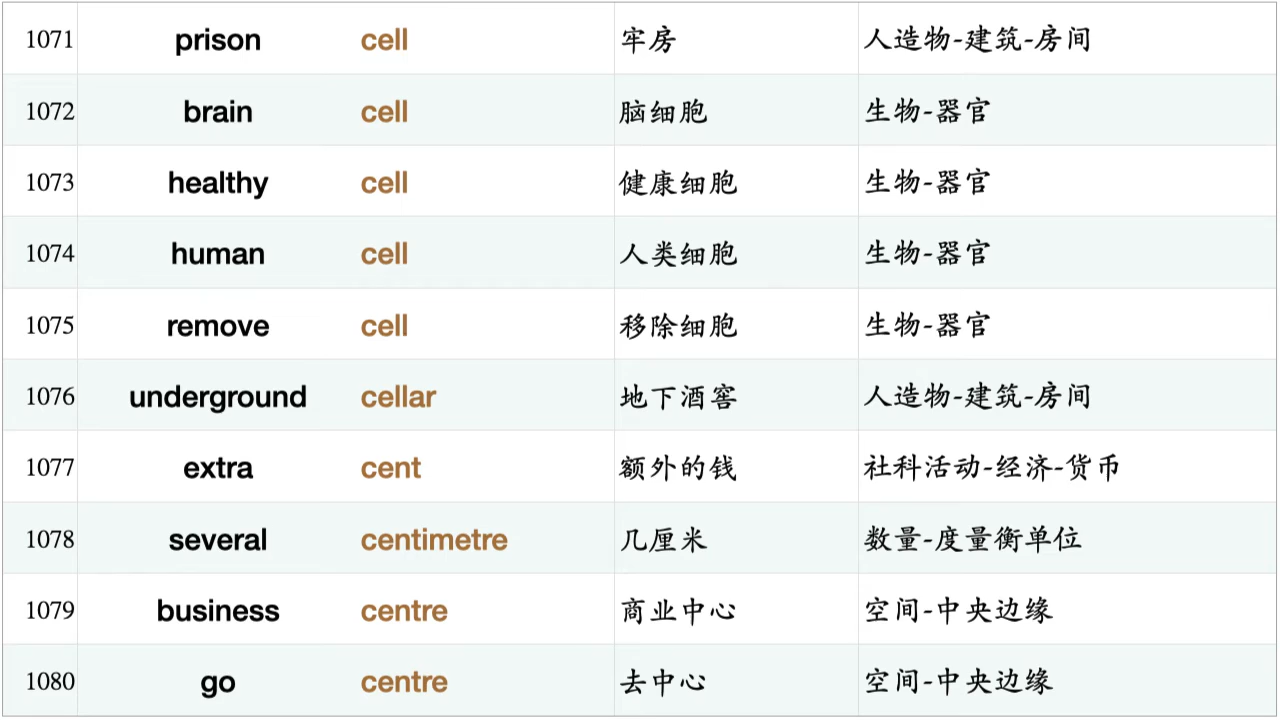 1071 prison cell 牢房 人造物-建筑-房间
1072 brain cell 脑细胞 生物-器官
1073 healthy cell 健康细胞 生物-器官
1074 human cell 人类细胞 生物-器官
1075 remove cell 移除细胞 生物-器官
1076 underground cellar 地下酒窖 人造物-建筑-房间
1077 extra cent 额外的钱 社科活动-经济-货币
1078 several centimetre 几厘米 数量-度量衡单位
1079 business centre 商业中心 空间-中央边缘
1080 go centre 去中心 空间-中央边缘